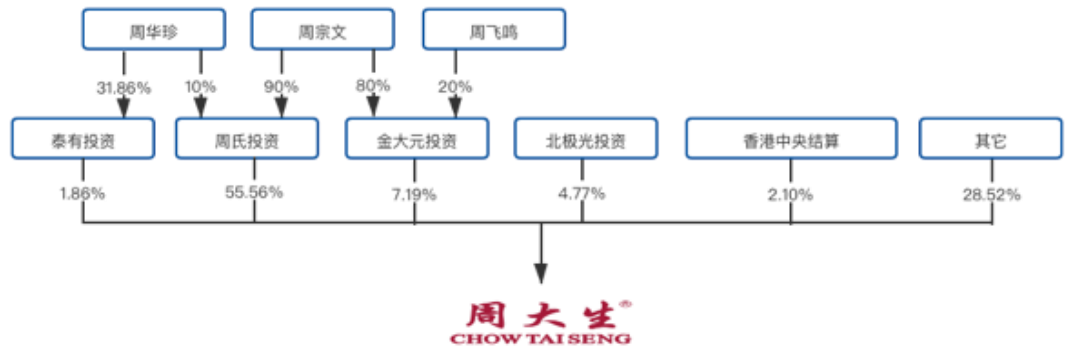 周华珍 周宗文 周飞鸣
31.86% 10% 90% 80% 20%
泰有投资 周氏投资 金大元投资 北极光投资 香港中央结算 其它
1.86% 55.56% 7.19% 4.77% 2.10% 28.52%
周大生®
CHOW TAI SENG